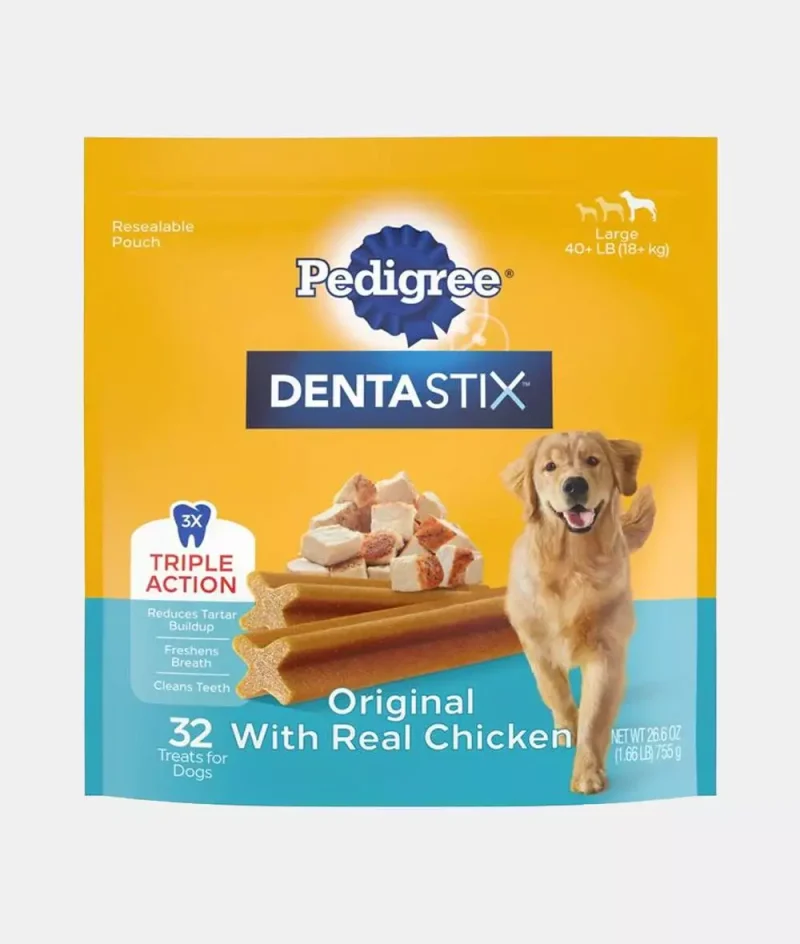 Resealable
Pouch
Large
40+ LB (18+ kg)
Pedigree®
DENTASTIX™
3X
TRIPLE
ACTION
Reduces Tartar
Buildup
Freshens
Breath
Cleans Teeth
Original
With Real Chicken
32
Treats for
Dogs
NET WT 26.6 OZ
(1.66 LB) 755 g